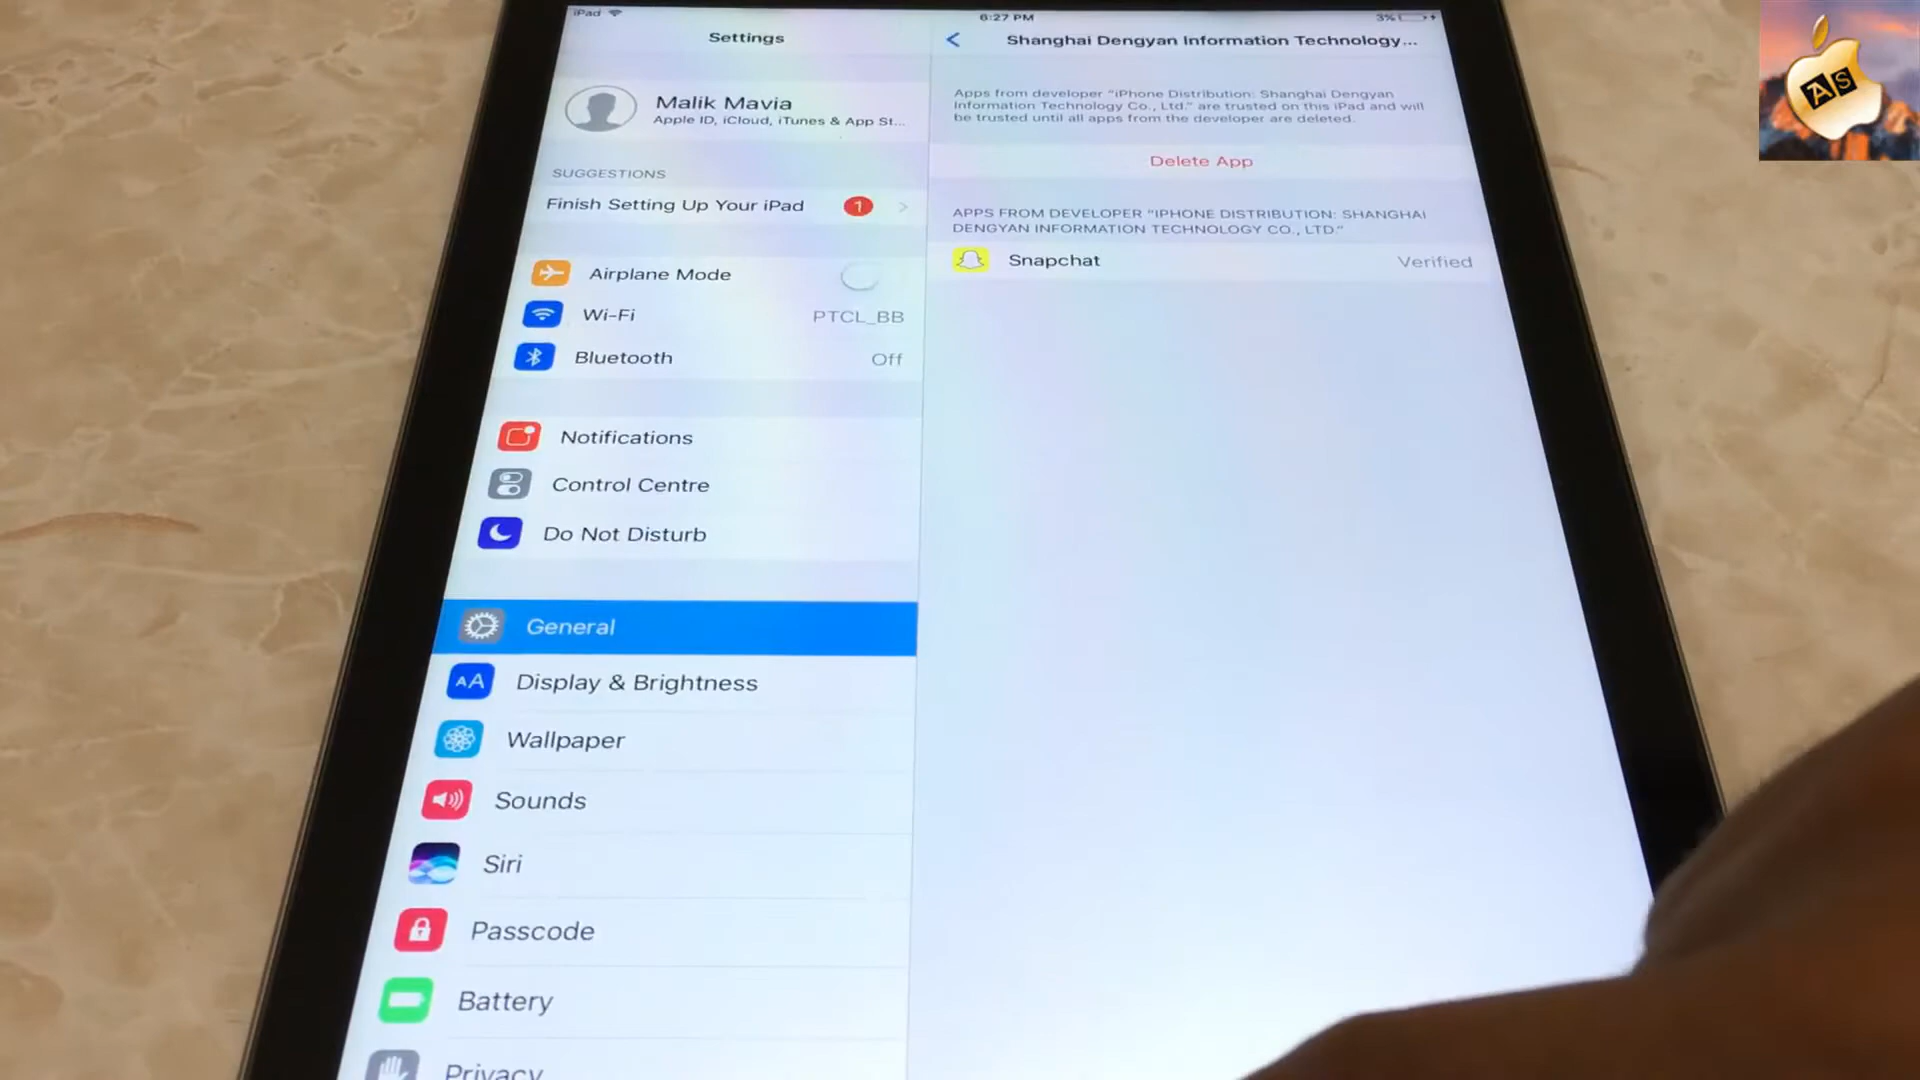 iPad
6:27 PM
3%
Settings
Malik Mavia
Apple ID, iCloud, iTunes & App St...
SUGGESTIONS
Finish Setting Up Your iPad
1
Airplane Mode
Wi-Fi
PTCL_BB
Bluetooth
Off
Notifications
Control Centre
Do Not Disturb
General
AA
Display & Brightness
Wallpaper
Sounds
Siri
Passcode
Battery
Privacy
Shanghai Dengyan Information Technology...
Apps from developer “iPhone Distribution: Shanghai Dengyan
Information Technology Co., Ltd.” are trusted on this iPad and will
be trusted until all apps from the developer are deleted.
Delete App
APPS FROM DEVELOPER “IPHONE DISTRIBUTION: SHANGHAI
DENGYAN INFORMATION TECHNOLOGY CO., LTD.”
Snapchat
Verified
AS